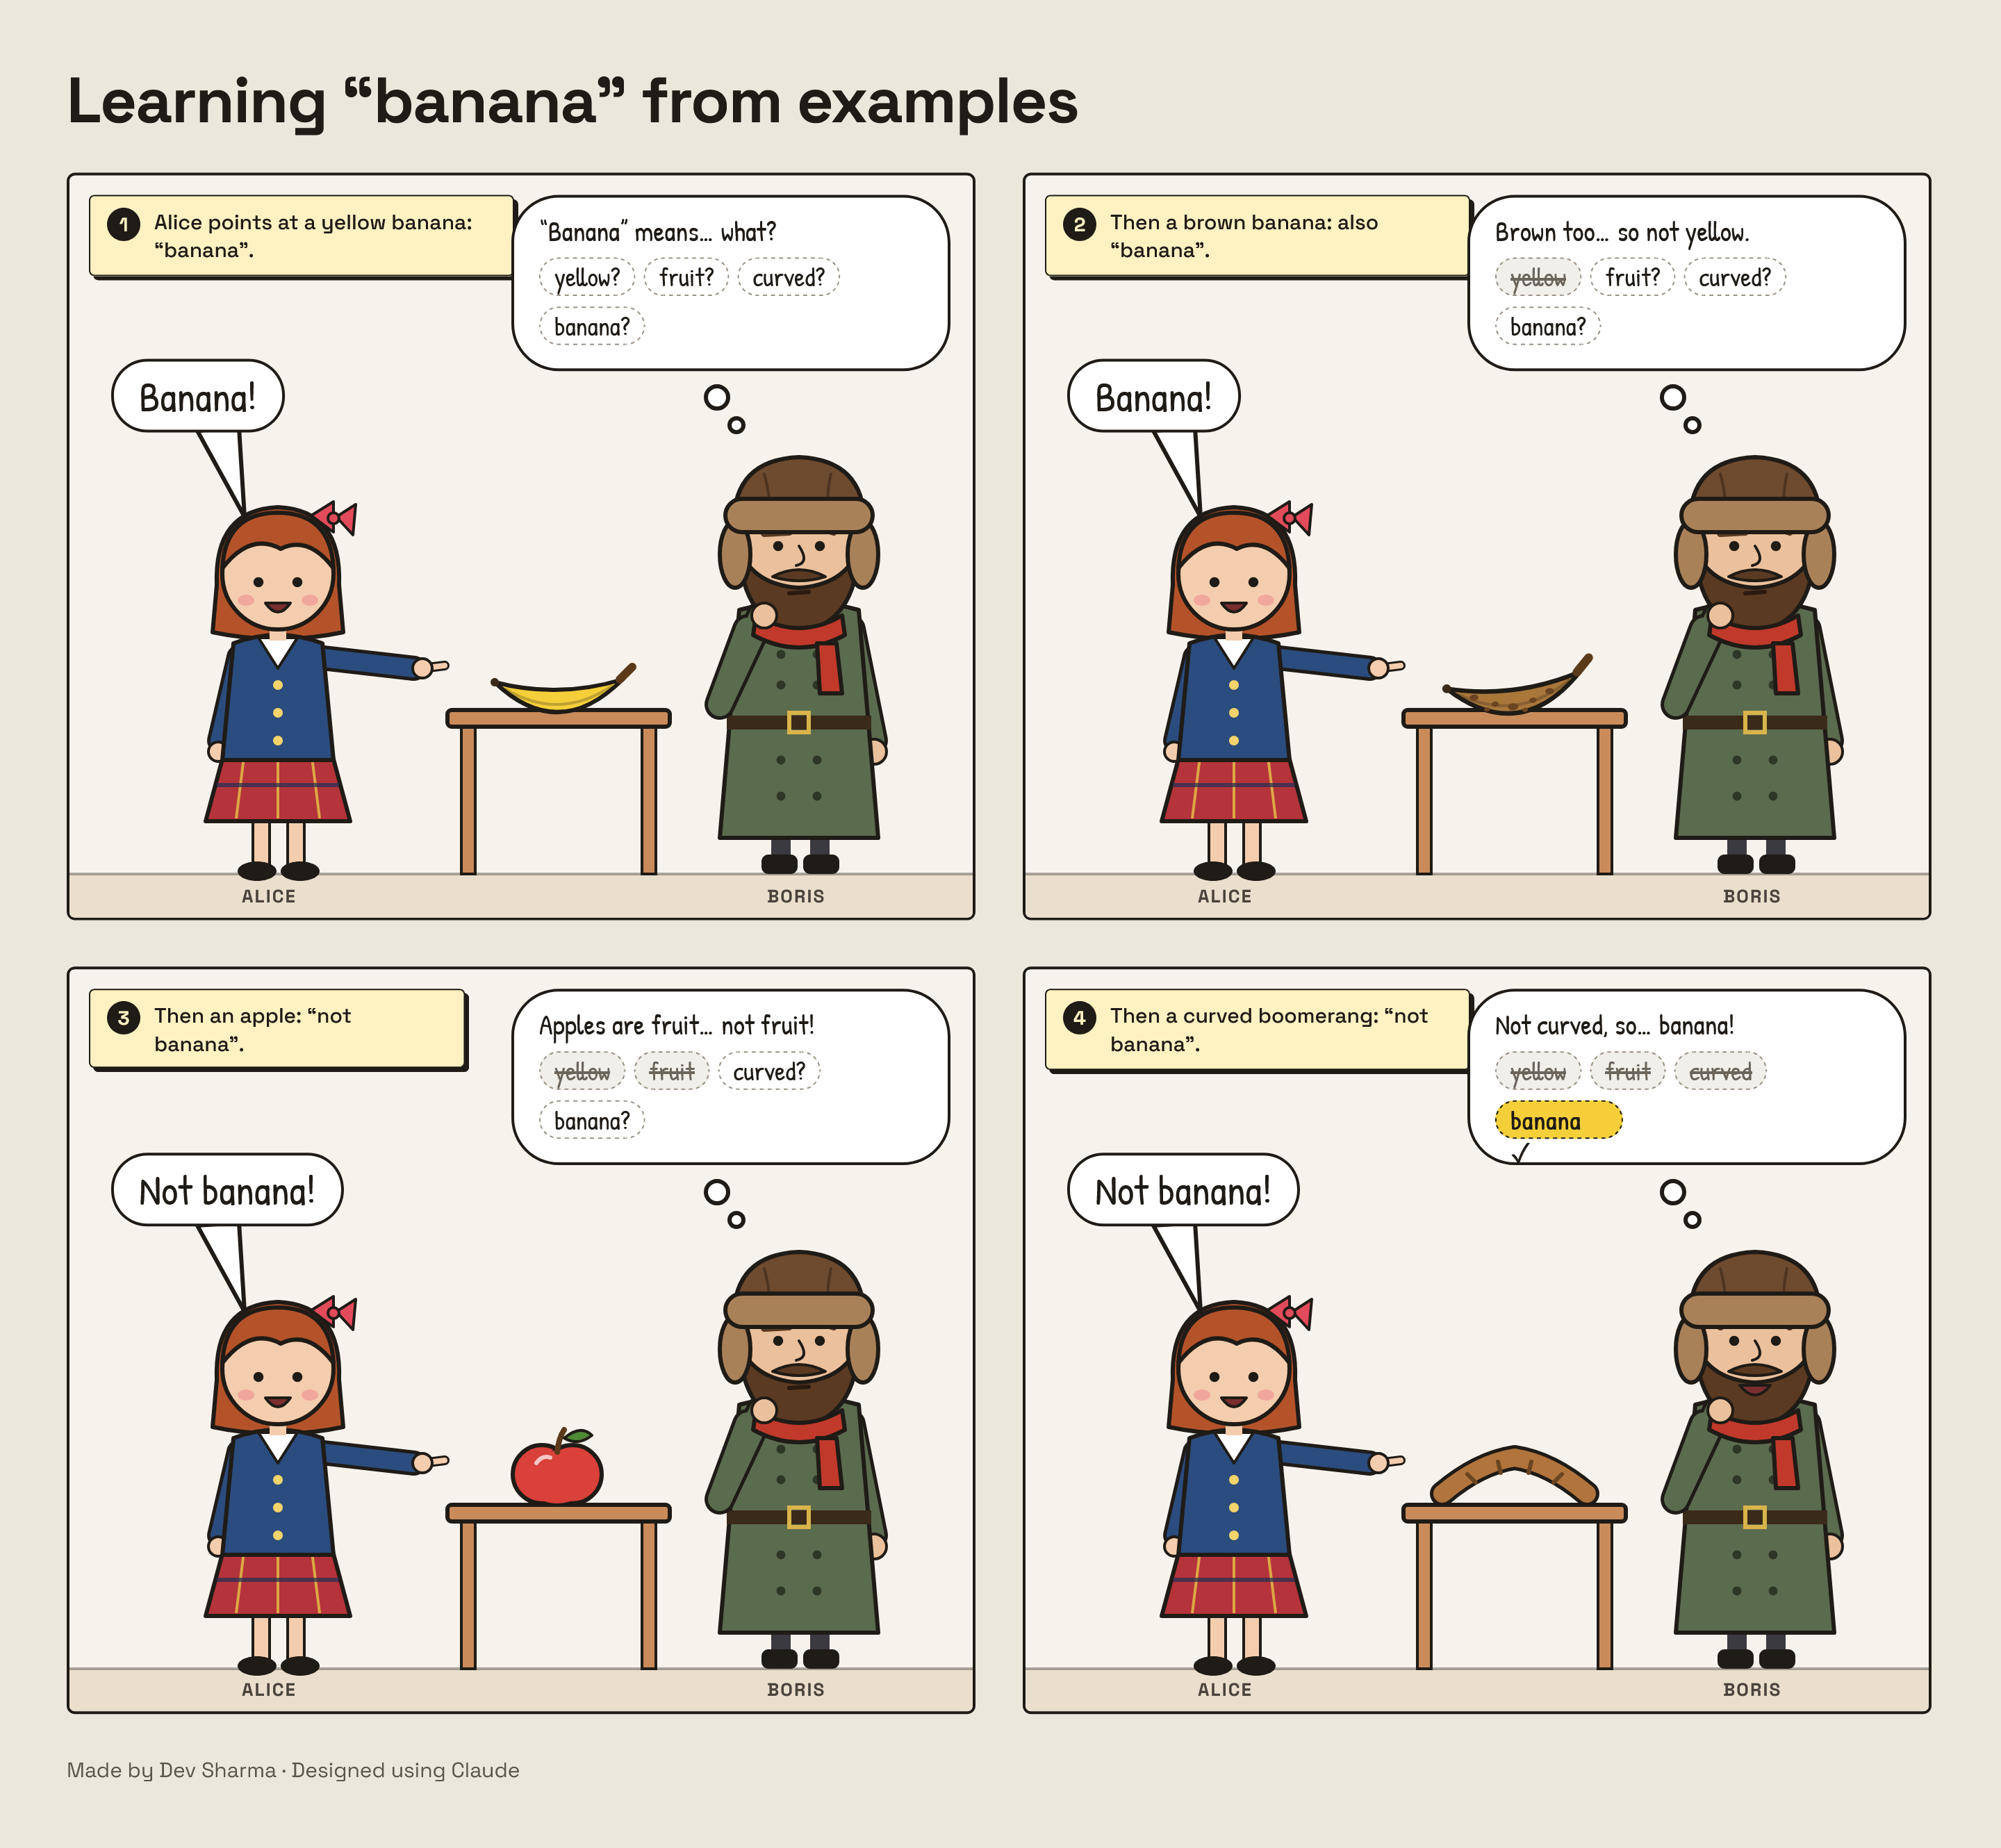 Learning “banana” from examples
1
Alice points at a yellow banana:
“banana”.
“Banana” means... what?
yellow? fruit? curved?
banana?
Banana!
ALICE
BORIS
2
Then a brown banana: also
“banana”.
Brown too... so not yellow.
yellow fruit? curved?
banana?
Banana!
ALICE
BORIS
3
Then an apple: “not
banana”.
Apples are fruit... not fruit!
yellow fruit curved?
banana?
Not banana!
ALICE
BORIS
4
Then a curved boomerang: “not
banana”.
Not curved, so... banana!
yellow fruit curved
banana
✓
Not banana!
ALICE
BORIS
Made by Dev Sharma · Designed using Claude